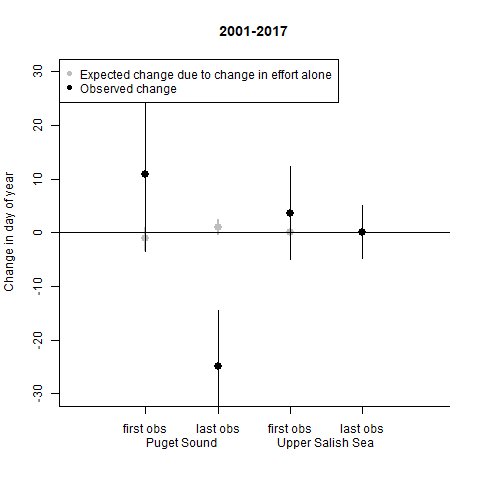 2001-2017
Expected change due to change in effort alone
Observed change
Change in day of year
30
20
10
0
-10
-20
-30
first obs last obs first obs last obs
Puget Sound Upper Salish Sea